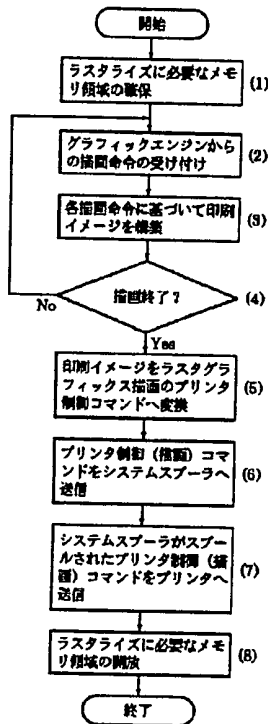 開始
ラスタライズに必要なメモ
リ領域の確保
(1)
グラフィックエンジンから
の描画命令の受け付け
(2)
各描画命令に基づいて印刷
イメージを構築
(3)
描画終了?
(4)
No
Yes
印刷イメージをラスタグラ
フィックス描画のプリンタ
制御コマンドへ変換
(5)
プリンタ制御(描画)コマ
ンドをシステムスプーラへ
送信
(6)
システムスプーラがスプー
ルされたプリンタ制御(描
画)コマンドをプリンタへ
送信
(7)
ラスタライズに必要なメモ
リ領域の開放
(8)
終了